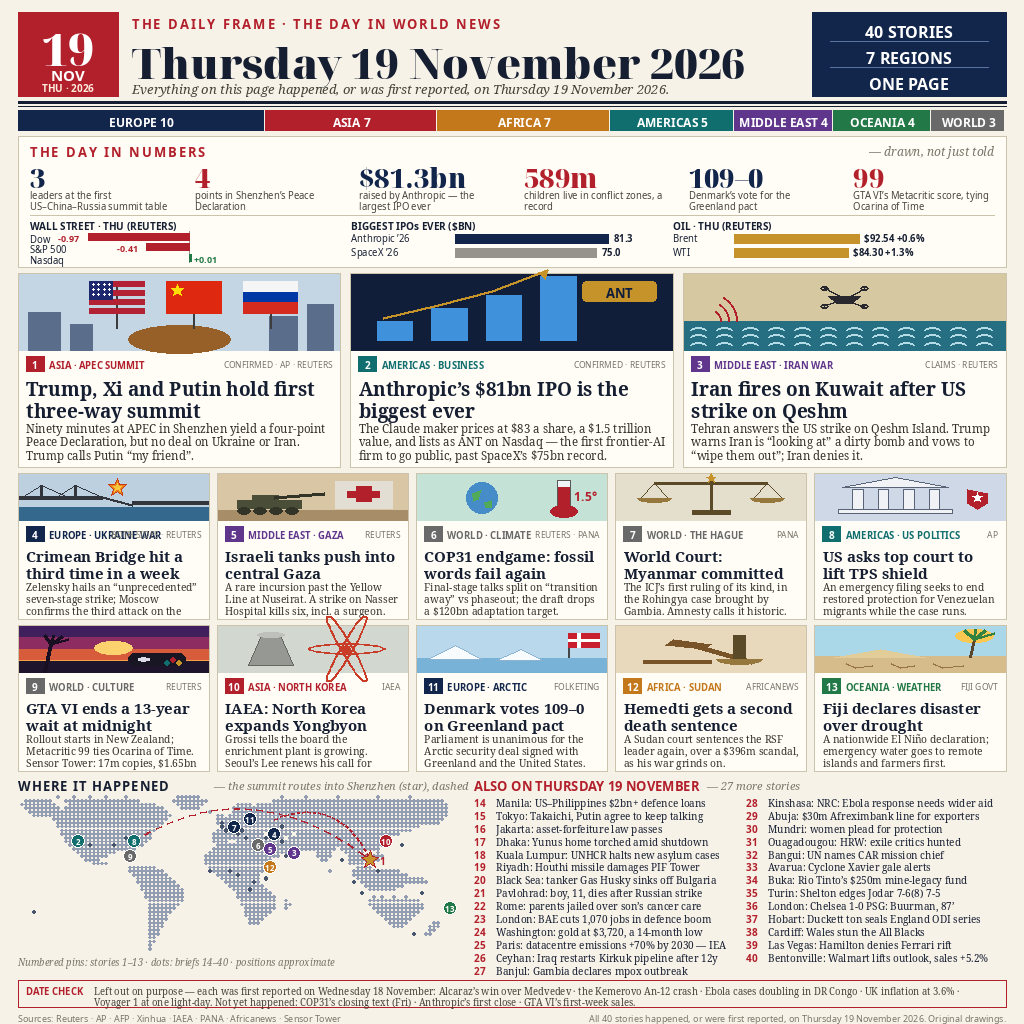 19
NOV
THU · 2026
THE DAILY FRAME · THE DAY IN WORLD NEWS
Thursday 19 November 2026
Everything on this page happened, or was first reported, on Thursday 19 November 2026.
40 STORIES
7 REGIONS
ONE PAGE
EUROPE 10
ASIA 7
AFRICA 7
AMERICAS 5
MIDDLE EAST 4
OCEANIA 4
WORLD 3
THE DAY IN NUMBERS
— drawn, not just told
3
leaders at the first
US–China–Russia summit table
4
points in Shenzhen's Peace
Declaration
$81.3bn
raised by Anthropic — the
largest IPO ever
589m
children live in conflict zones, a
record
109–0
Denmark's vote for the
Greenland pact
99
GTA VI's Metacritic score, tying
Ocarina of Time
WALL STREET · THU (REUTERS)
Dow -0.97
S&P 500 -0.41
Nasdaq +0.01
BIGGEST IPOs EVER ($BN)
Anthropic '26 81.3
SpaceX '26 75.0
OIL · THU (REUTERS)
Brent $92.54 +0.6%
WTI $84.30 +1.3%
1 ASIA · APEC SUMMIT CONFIRMED · AP · REUTERS
Trump, Xi and Putin hold first
three-way summit
Ninety minutes at APEC in Shenzhen yield a four-point
Peace Declaration, but no deal on Ukraine or Iran.
Trump calls Putin “my friend”.
ANT
2 AMERICAS · BUSINESS CONFIRMED · REUTERS
Anthropic’s $81bn IPO is the
biggest ever
The Claude maker prices at $83 a share, a $1.5 trillion
value, and lists as ANT on Nasdaq — the first frontier-AI
firm to go public, past SpaceX’s $75bn record.
3 MIDDLE EAST · IRAN WAR CLAIMS · REUTERS
Iran fires on Kuwait after US
strike on Qeshm
Tehran answers the US strike on Qeshm Island. Trump
warns Iran is “looking at” a dirty bomb and vows to
“wipe them out”; Iran denies it.
4 EUROPE · UKRAINE WAR REUTERS
Crimean Bridge hit a
third time in a week
Zelensky hails an “unprecedented”
seven-stage strike; Moscow
confirms the third attack on the
5 MIDDLE EAST · GAZA REUTERS
Israeli tanks push into
central Gaza
A rare incursion past the Yellow
Line at Nuseirat. A strike on Nasser
Hospital kills six, incl. a surgeon.
1.5°
6 WORLD · CLIMATE REUTERS · PANA
COP31 endgame: fossil
words fail again
Final-stage talks split on “transition
away” vs phaseout; the draft drops
a $120bn adaptation target.
7 WORLD · THE HAGUE PANA
World Court:
Myanmar committed
The ICJ’s first ruling of its kind, in
the Rohingya case brought by
Gambia. Amnesty calls it historic.
8 AMERICAS · US POLITICS AP
US asks top court to
lift TPS shield
An emergency filing seeks to end
restored protection for Venezuelan
migrants while the case runs.
9 WORLD · CULTURE REUTERS
GTA VI ends a 13-year
wait at midnight
Rollout starts in New Zealand;
Metacritic 99 ties Ocarina of Time.
Sensor Tower: 17m copies, $1.65bn
10 ASIA · NORTH KOREA IAEA
IAEA: North Korea
expands Yongbyon
Grossi tells the board the
enrichment plant is growing.
Seoul’s Lee renews his call for
11 EUROPE · ARCTIC FOLKETING
Denmark votes 109–0
on Greenland pact
Parliament is unanimous for the
Arctic security deal signed with
Greenland and the United States.
12 AFRICA · SUDAN AFRICANEWS
Hemedti gets a second
death sentence
A Sudan court sentences the RSF
leader again, over a $396m scandal,
as his war grinds on.
13 OCEANIA · WEATHER FIJI GOVT
Fiji declares disaster
over drought
A nationwide El Niño declaration;
emergency water goes to remote
islands and farmers first.
WHERE IT HAPPENED — the summit routes into Shenzhen (star), dashed
2
8
9
7
11
4
6
5
3
12
10
1
13
Numbered pins: stories 1–13 · dots: briefs 14–40 · positions approximate
ALSO ON THURSDAY 19 NOVEMBER — 27 more stories
14 Manila: US–Philippines $2bn+ defence loans
15 Tokyo: Takaichi, Putin agree to keep talking
16 Jakarta: asset-forfeiture law passes
17 Dhaka: Yunus home torched amid shutdown
18 Kuala Lumpur: UNHCR halts new asylum cases
19 Riyadh: Houthi missile damages PIF Tower
20 Black Sea: tanker Gas Husky sinks off Bulgaria
21 Pavlohrad: boy, 11, dies after Russian strike
22 Rome: parents jailed over son’s cancer care
23 London: BAE cuts 1,070 jobs in defence boom
24 Washington: gold at $3,720, a 14-month low
25 Paris: datacentre emissions +70% by 2030 — IEA
26 Ceyhan: Iraq restarts Kirkuk pipeline after 12y
27 Banjul: Gambia declares mpox outbreak
28 Kinshasa: NRC: Ebola response needs wider aid
29 Abuja: $30m Afreximbank line for exporters
30 Mundri: women plead for protection
31 Ouagadougou: HRW: exile critics hunted
32 Bangui: UN names CAR mission chief
33 Avarua: Cyclone Xavier gale alerts
34 Buka: Rio Tinto’s $250m mine-legacy fund
35 Turin: Shelton edges Jodar 7-6(8) 7-5
36 London: Chelsea 1-0 PSG: Buurman, 87’
37 Hobart: Duckett ton seals England ODI series
38 Cardiff: Wales stun the All Blacks
39 Las Vegas: Hamilton denies Ferrari rift
40 Bentonville: Walmart lifts outlook, sales +5.2%
DATE CHECK Left out on purpose — each was first reported on Wednesday 18 November: Alcaraz’s win over Medvedev · the Kemerovo An-12 crash · Ebola cases doubling in DR Congo · UK inflation at 3.6% ·
Voyager 1 at one light-day. Not yet happened: COP31’s closing text (Fri) · Anthropic’s first close · GTA VI’s first-week sales.
Sources: Reuters · AP · AFP · Xinhua · IAEA · PANA · Africanews · Sensor Tower
All 40 stories happened, or were first reported, on Thursday 19 November 2026. Original drawings.